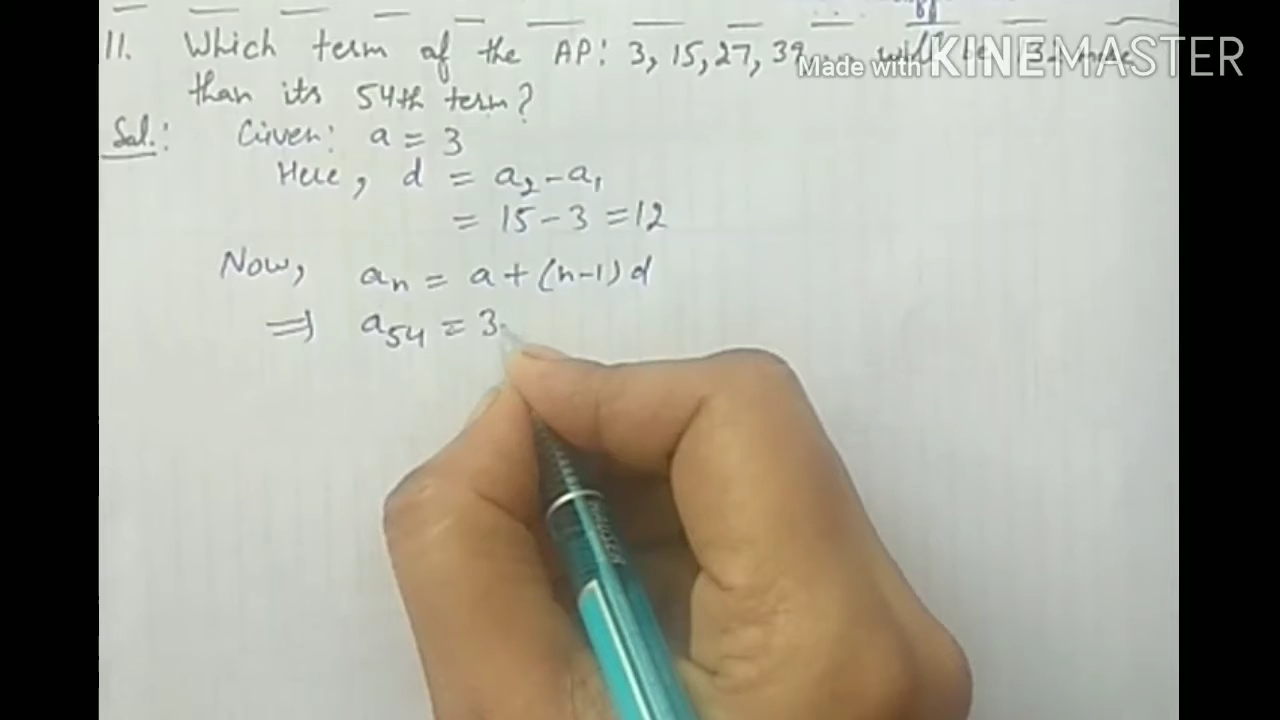 11. Which term of the AP: 3, 15, 27, 39
Made with KINEMASTER
than its 54th term?
Sol.: Given: a = 3
Here, d = a₂ - a₁
= 15 - 3 = 12
Now, aₙ = a + (n-1) d
⇒ a₅₄ = 3